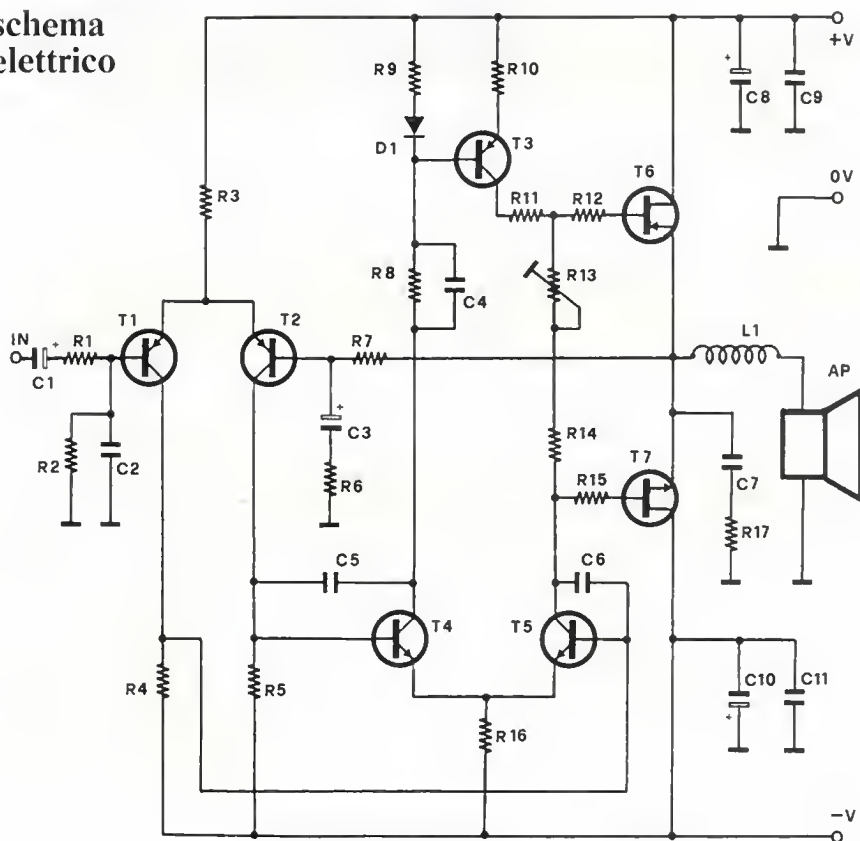 schema
elettrico
+V
R9
R10
C8
C9
D1
T3
0V
T6
R3
R11
R12
R8
C4
R13
T1
T2
L1
IN
R1
R7
AP
C1
+
C3
R2
C2
R14
T7
C7
R6
R15
R17
C5
C6
T4
T5
R4
R5
C10
C11
R16
-V